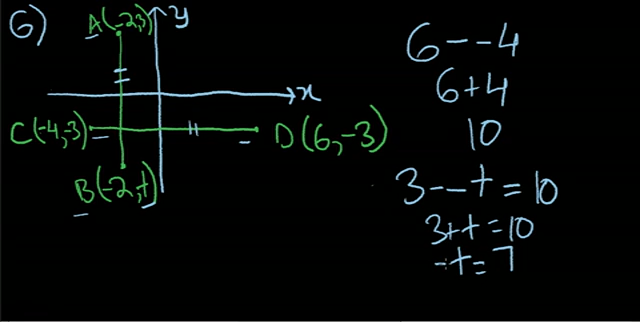 6)
A(-2,3)
y
x
C(-4,-3)
D(6,-3)
B(-2,t)
6--4
6+4
10
3--t=10
3+t=10
-t=7